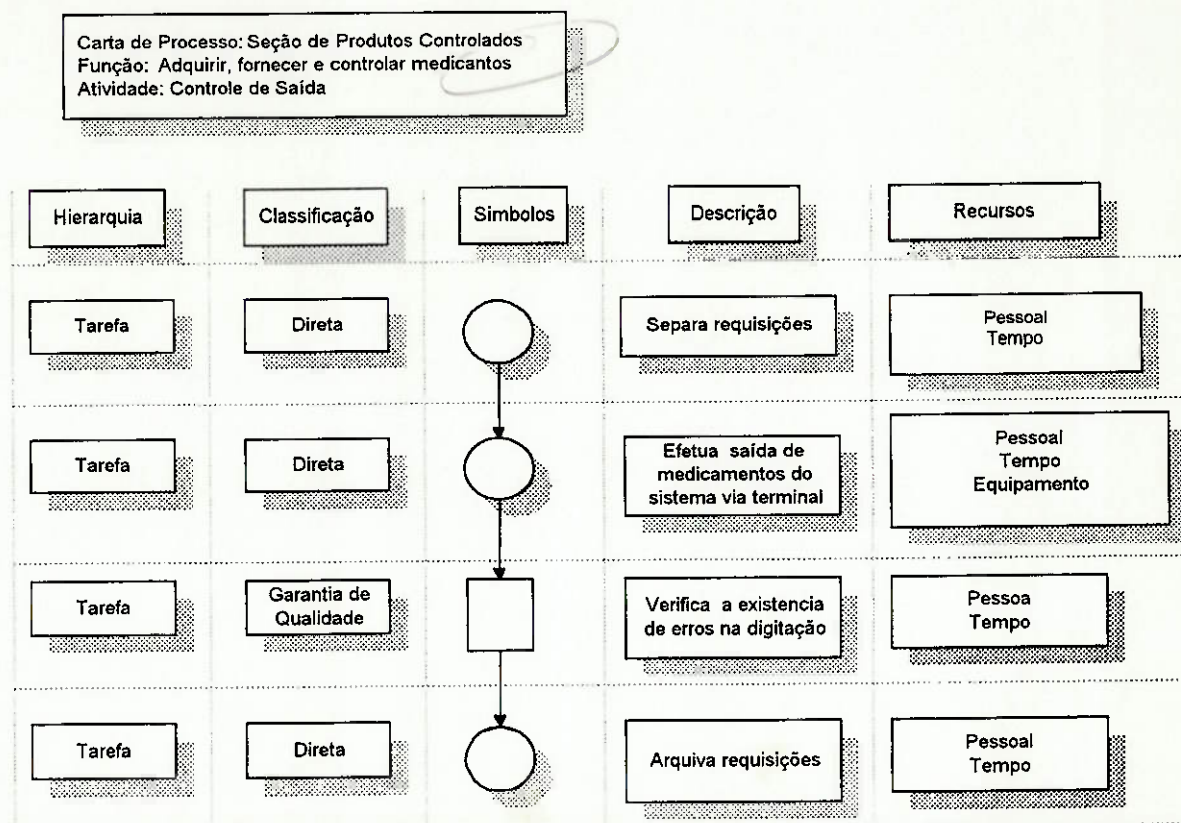 Carta de Processo: Seção de Produtos Controlados
Função: Adquirir, fornecer e controlar medicantos
Atividade: Controle de Saída
Hierarquia
Classificação
Simbolos
Descrição
Recursos
Tarefa
Direta
Separa requisições
Pessoal
Tempo
Tarefa
Direta
Efetua saída de
medicamentos do
sistema via terminal
Pessoal
Tempo
Equipamento
Tarefa
Garantia de
Qualidade
Verifica a existencia
de erros na digitação
Pessoa
Tempo
Tarefa
Direta
Arquiva requisições
Pessoal
Tempo